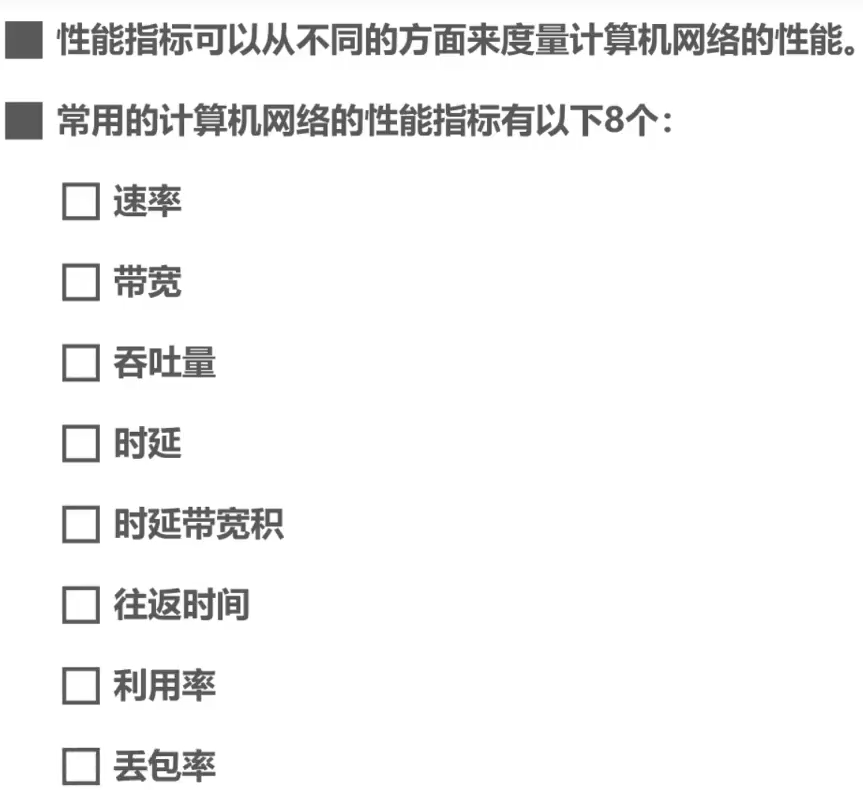 性能指标可以从不同的方面来度量计算机网络的性能。
常用的计算机网络的性能指标有以下8个：
速率
带宽
吞吐量
时延
时延带宽积
往返时间
利用率
丢包率